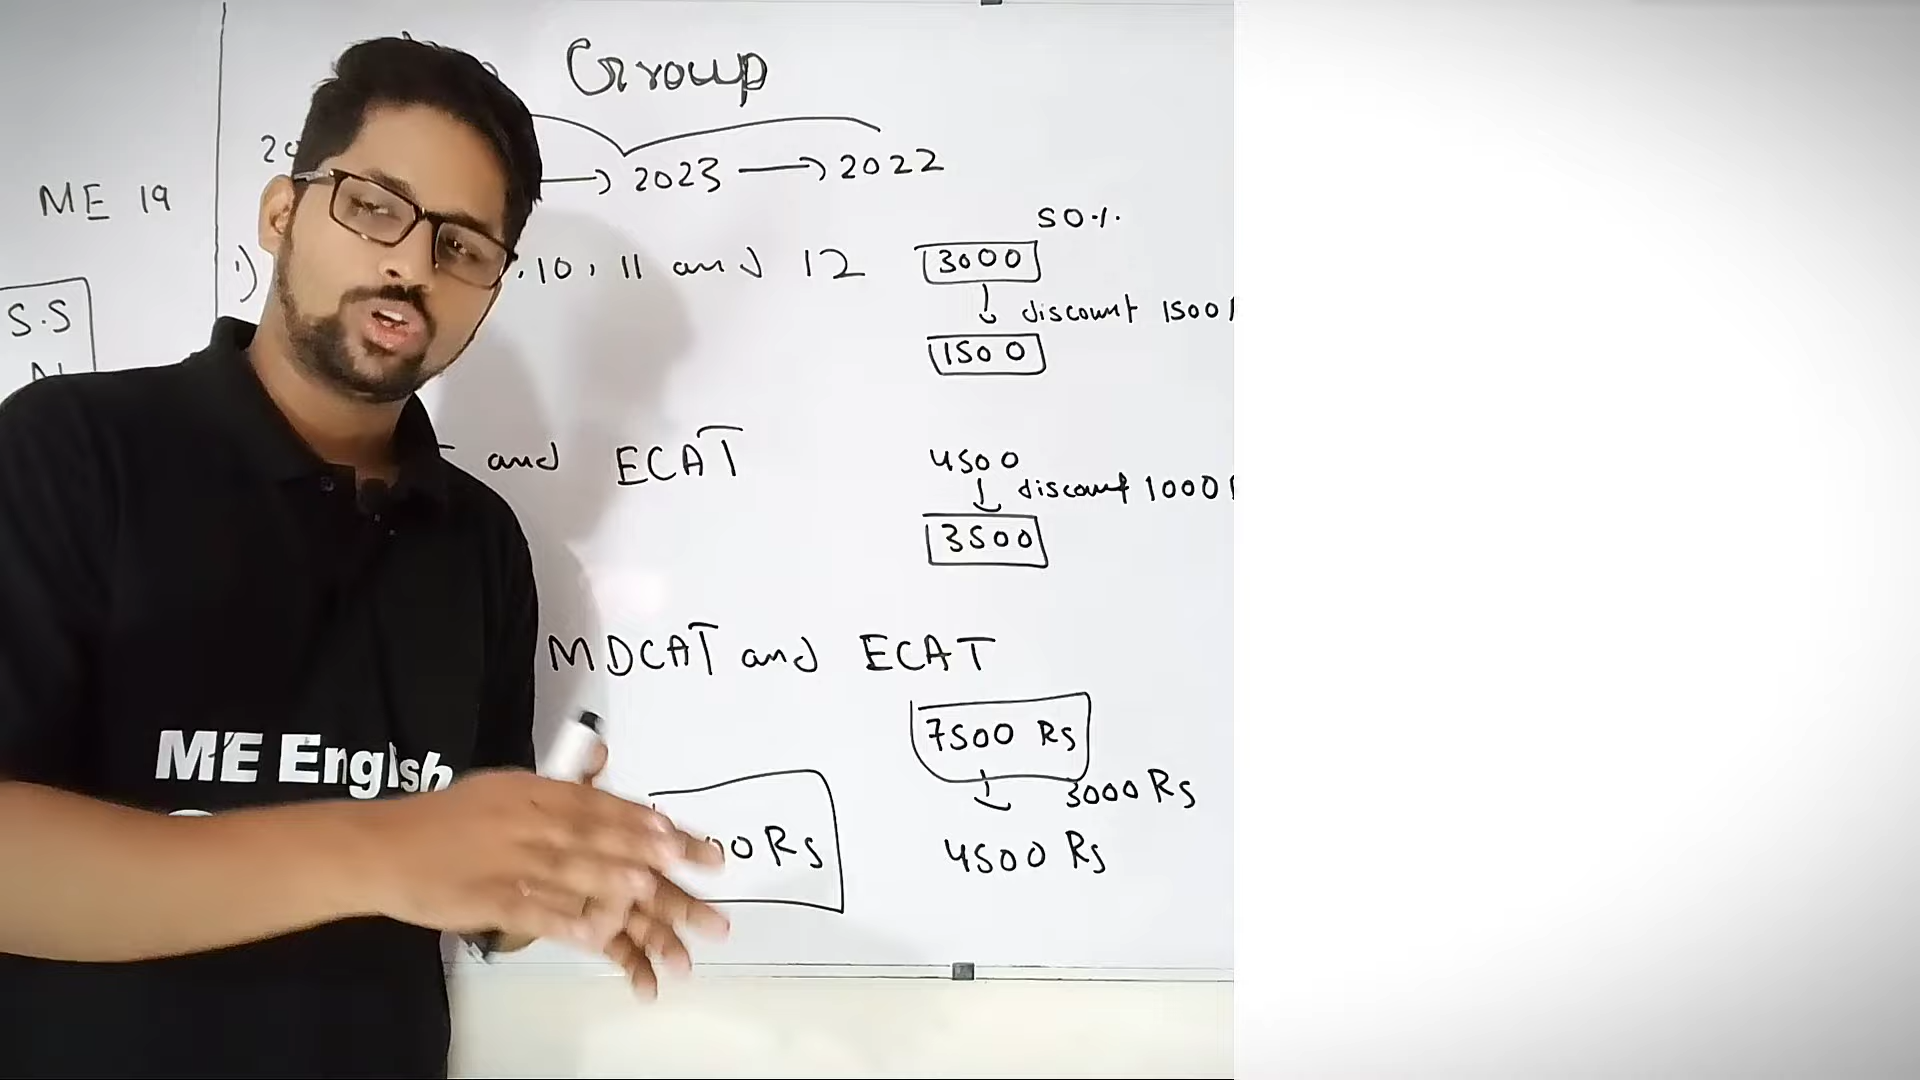 Group
→ 2023 → 2022
ME 19
50%
10, 11 and 12
3000
S.S
discount 1500
1500
and ECAT
4500
discount 1000
3500
MDCAT and ECAT
7500 Rs
ME English
3000 Rs
00 Rs
4500 Rs